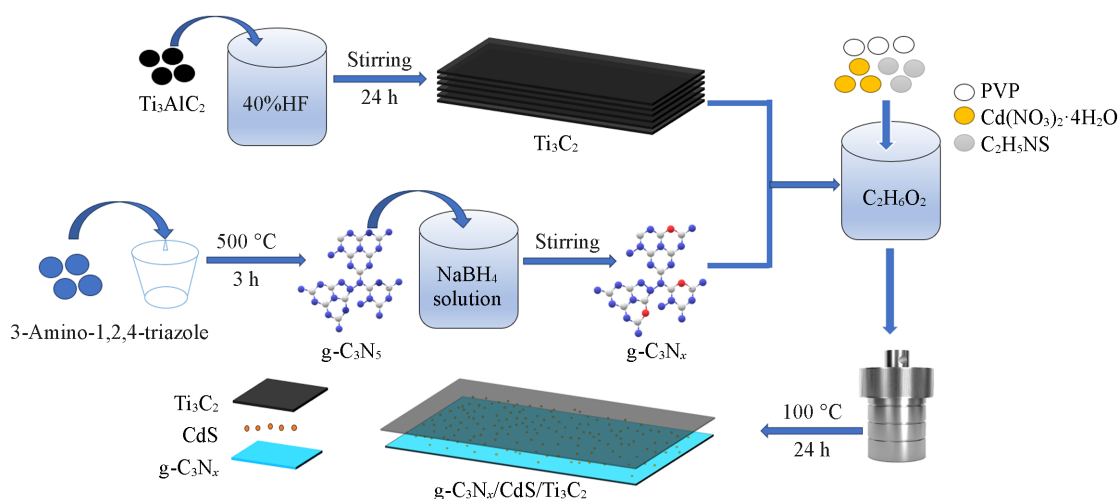 Ti₃AlC₂
40%HF
Stirring
24 h
Ti₃C₂
PVP
Cd(NO₃)₂·4H₂O
C₂H₅NS
C₂H₆O₂
3-Amino-1,2,4-triazole
500 °C
3 h
g-C₃N₅
NaBH₄
solution
Stirring
g-C₃Nₓ
100 °C
24 h
Ti₃C₂
CdS
g-C₃Nₓ
g-C₃Nₓ/CdS/Ti₃C₂